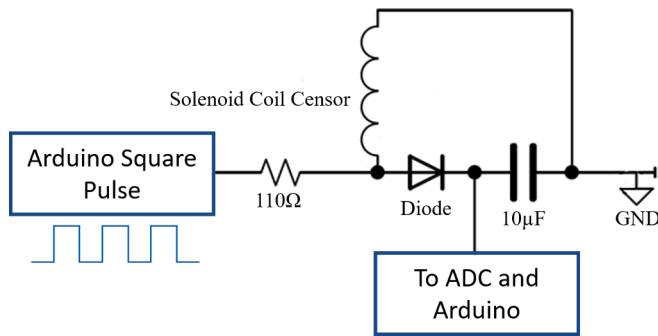 Solenoid Coil Censor
Arduino Square
Pulse
110Ω
Diode
10µF
GND
To ADC and
Arduino